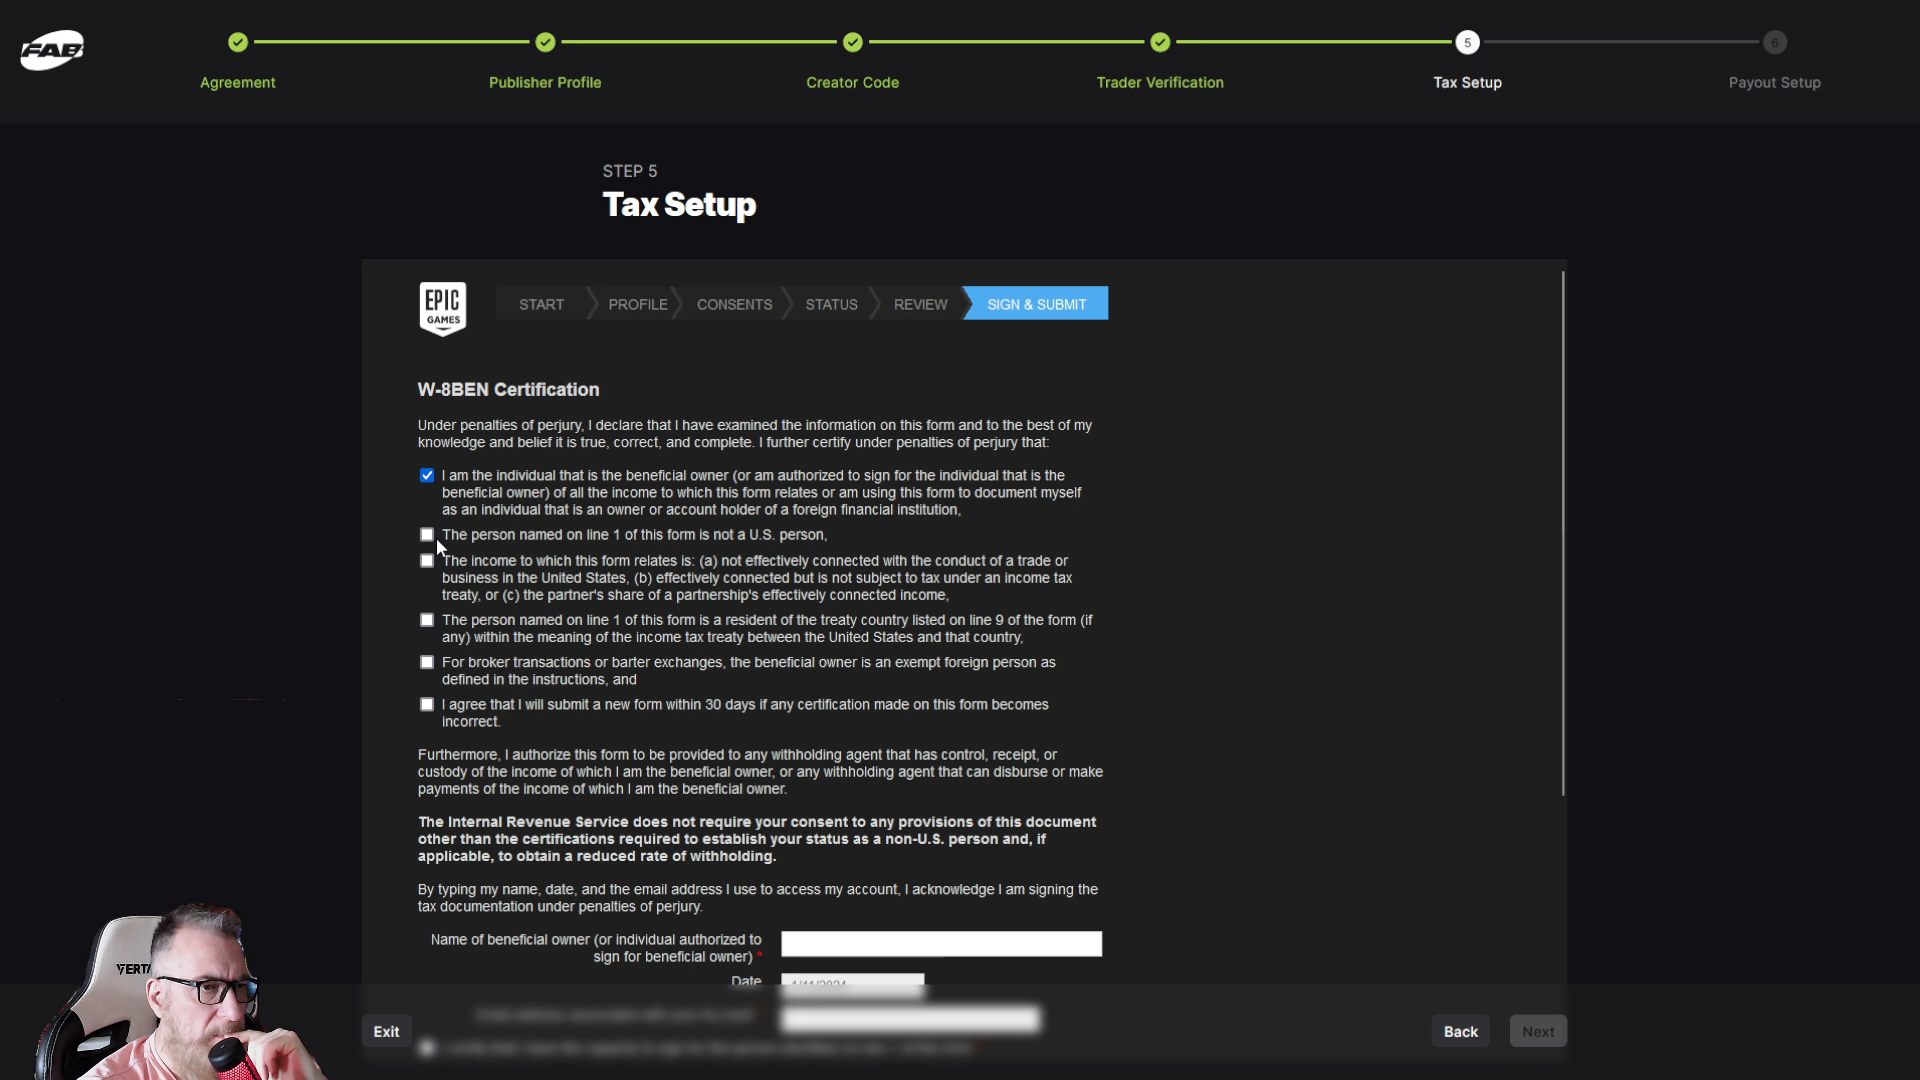 FAB
5
6
Agreement
Publisher Profile
Creator Code
Trader Verification
Tax Setup
Payout Setup
STEP 5
Tax Setup
EPIC
GAMES
START
PROFILE
CONSENTS
STATUS
REVIEW
SIGN & SUBMIT
W-8BEN Certification
Under penalties of perjury, I declare that I have examined the information on this form and to the best of my
knowledge and belief it is true, correct, and complete. I further certify under penalties of perjury that:
I am the individual that is the beneficial owner (or am authorized to sign for the individual that is the
beneficial owner) of all the income to which this form relates or am using this form to document myself
as an individual that is an owner or account holder of a foreign financial institution,
The person named on line 1 of this form is not a U.S. person,
The income to which this form relates is: (a) not effectively connected with the conduct of a trade or
business in the United States, (b) effectively connected but is not subject to tax under an income tax
treaty, or (c) the partner's share of a partnership's effectively connected income,
The person named on line 1 of this form is a resident of the treaty country listed on line 9 of the form (if
any) within the meaning of the income tax treaty between the United States and that country,
For broker transactions or barter exchanges, the beneficial owner is an exempt foreign person as
defined in the instructions, and
I agree that I will submit a new form within 30 days if any certification made on this form becomes
incorrect.
Furthermore, I authorize this form to be provided to any withholding agent that has control, receipt, or
custody of the income of which I am the beneficial owner, or any withholding agent that can disburse or make
payments of the income of which I am the beneficial owner.
The Internal Revenue Service does not require your consent to any provisions of this document
other than the certifications required to establish your status as a non-U.S. person and, if
applicable, to obtain a reduced rate of withholding.
By typing my name, date, and the email address I use to access my account, I acknowledge I am signing the
tax documentation under penalties of perjury.
Name of beneficial owner (or individual authorized to
sign for beneficial owner) *
Date
Exit
Back
Next